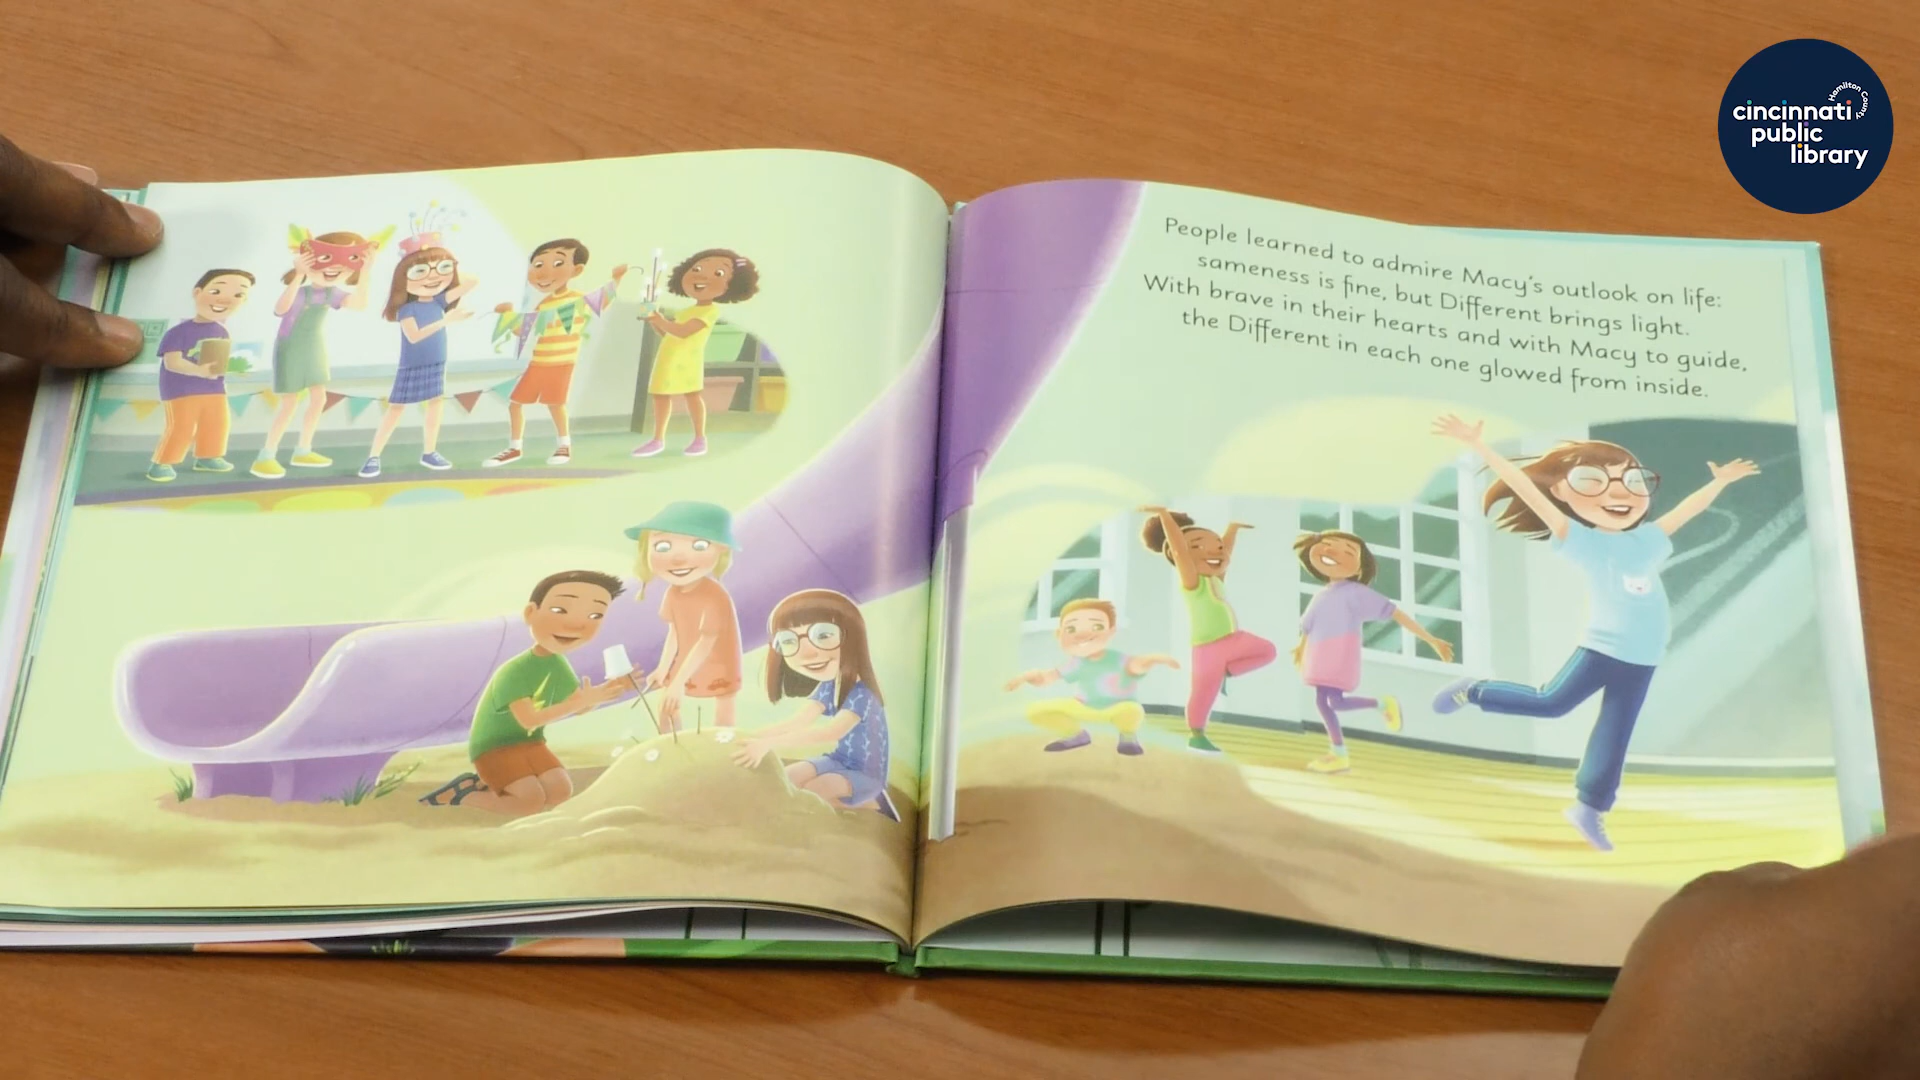 Hamilton County
cincinnati
public
library
People learned to admire Macy's outlook on life:
sameness is fine, but Different brings light.
With brave in their hearts and with Macy to guide,
the Different in each one glowed from inside.